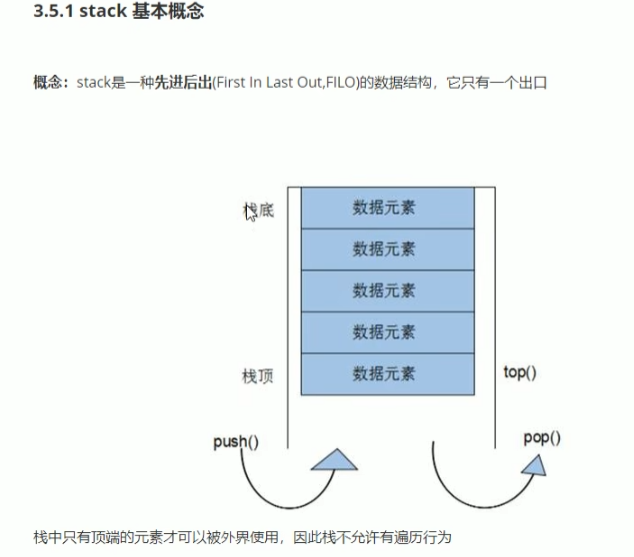 3.5.1 stack 基本概念
概念：stack是一种先进后出(First In Last Out,FILO)的数据结构，它只有一个出口
栈底
数据元素
数据元素
数据元素
数据元素
栈顶
数据元素
top()
push()
pop()
栈中只有顶端的元素才可以被外界使用，因此栈不允许有遍历行为